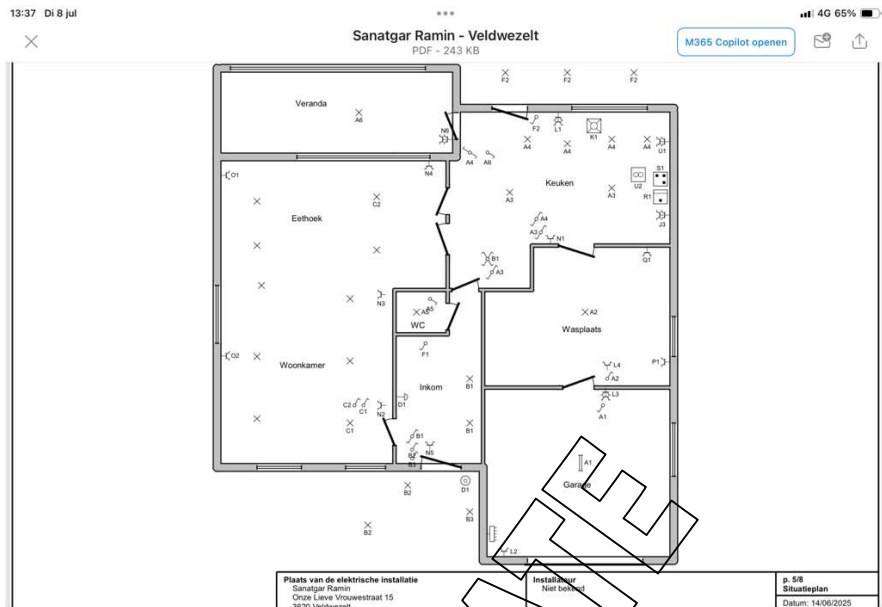 13:37 Di 8 jul
4G 65%
Sanatgar Ramin - Veldwezelt
PDF - 243 KB
M365 Copilot openen
F2 F2 F2
Veranda
A6
N6
F2
L1
K1
A4 A4 A4 A4
U1
A4 A6
N4
O1
Keuken
S1
U2
R1
A3 A3
C2
Eethoek
A4
J3
A3
N1
B1
A3
Q1
N3
A5
A5
WC
A2
Wasplaats
F1
O2
Woonkamer
L4
P1
A2
Inkom
B1
D1
L3
C2
C1
N2
A1
C1
B1
B1
B2
N5
B3
A1
Garage
D1
B2
B3
B2
L2
NTE
Plaats van de elektrische installatie
Sanatgar Ramin
Onze Lieve Vrouwestraat 15
3620 Veldwezelt
Installateur
Niet bekend
p. 5/8
Situatieplan
Datum: 14/06/2025